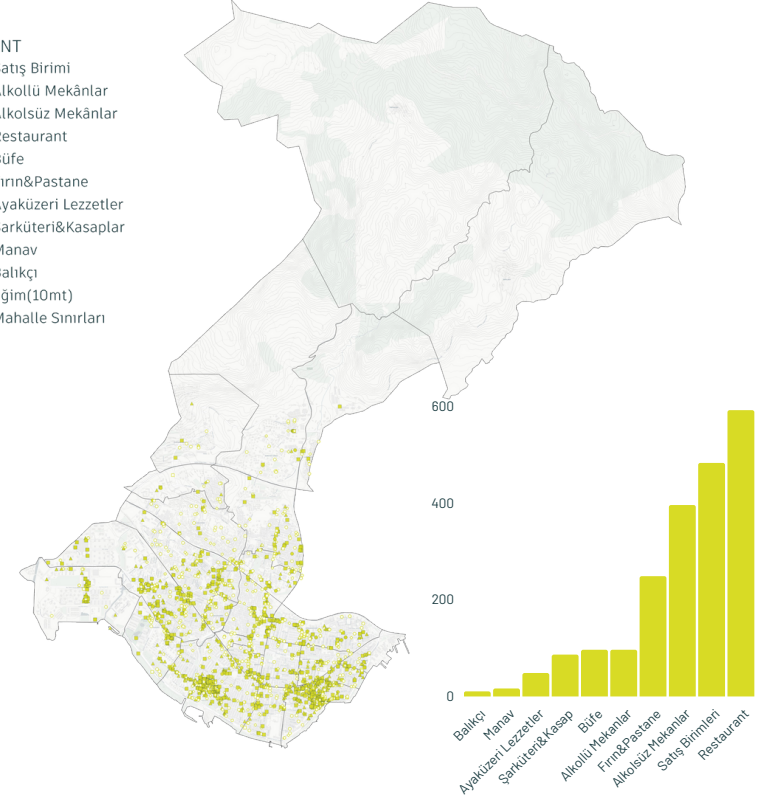 NT
atış Birimi
lkollü Mekânlar
lkolsüz Mekânlar
estaurant
üfe
ırın&Pastane
yaküzeri Lezzetler
arküteri&Kasaplar
Manav
alıkçı
ğim(10mt)
Mahalle Sınırları
600
400
200
0
Balıkçı
Manav
Ayaküzeri Lezzetler
Şarküteri&Kasap
Büfe
Alkollü Mekanlar
Fırın&Pastane
Alkolsüz Mekanlar
Satış Birimleri
Restaurant